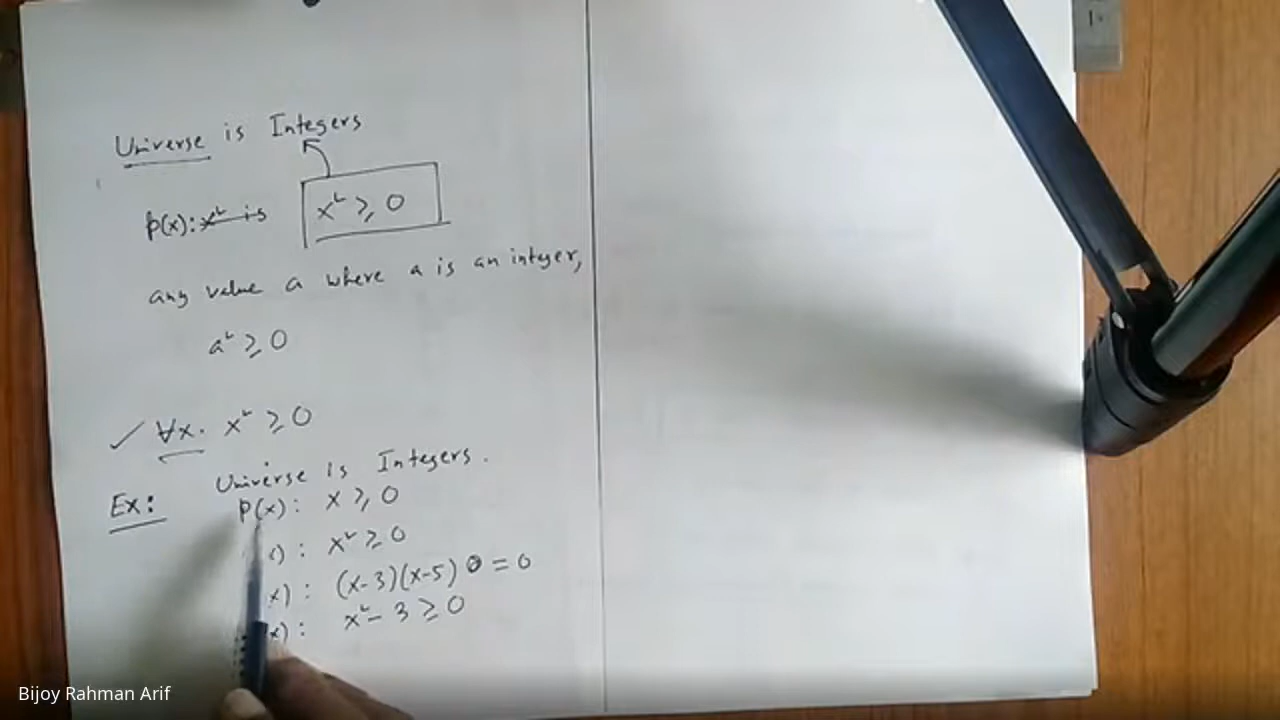 Universe is Integers
p(x): x² is x² ≥ 0
any value a where a is an integer,
a² ≥ 0
✓ ∀x. x² ≥ 0
Universe is Integers.
Ex: p(x): x ≥ 0
x): x² ≥ 0
x): (x-3)(x-5) = 0
x): x² - 3 ≥ 0
Bijoy Rahman Arif